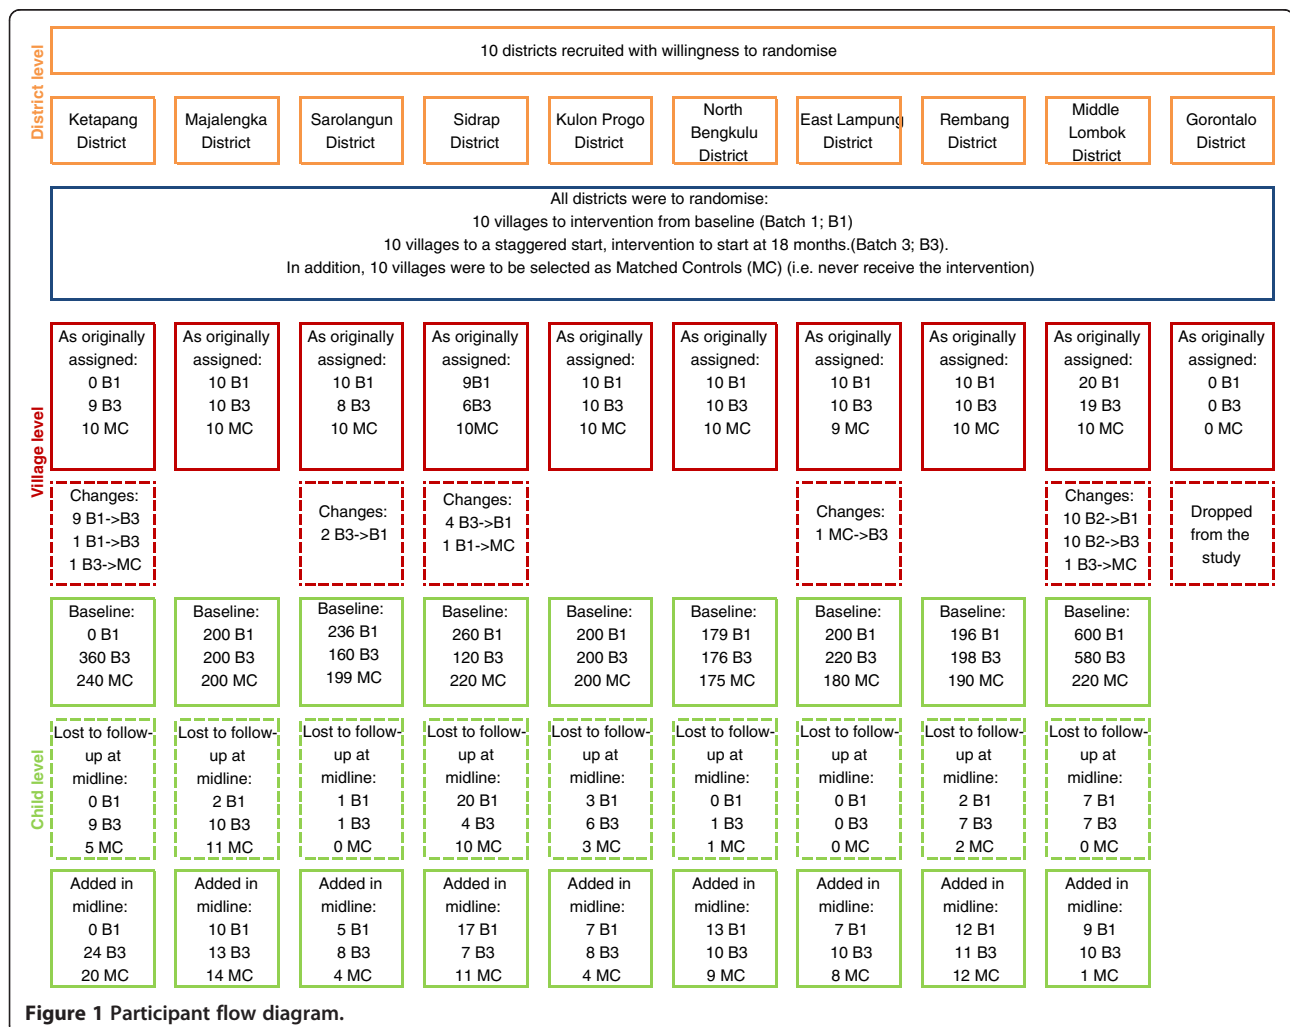 District level
10 districts recruited with willingness to randomise
Ketapang
District
Majalengka
District
Sarolangun
District
Sidrap
District
Kulon Progo
District
North
Bengkulu
District
East Lampung
District
Rembang
District
Middle
Lombok
District
Gorontalo
District
All districts were to randomise:
10 villages to intervention from baseline (Batch 1; B1)
10 villages to a staggered start, intervention to start at 18 months.(Batch 3; B3).
In addition, 10 villages were to be selected as Matched Controls (MC) (i.e. never receive the intervention)
Village level
As originally
assigned:
0 B1
9 B3
10 MC
As originally
assigned:
10 B1
10 B3
10 MC
As originally
assigned:
10 B1
8 B3
10 MC
As originally
assigned:
9B1
6B3
10MC
As originally
assigned:
10 B1
10 B3
10 MC
As originally
assigned:
10 B1
10 B3
10 MC
As originally
assigned:
10 B1
10 B3
9 MC
As originally
assigned:
10 B1
10 B3
10 MC
As originally
assigned:
20 B1
19 B3
10 MC
As originally
assigned:
0 B1
0 B3
0 MC
Changes:
9 B1->B3
1 B1->B3
1 B3->MC
Changes:
2 B3->B1
Changes:
4 B3->B1
1 B1->MC
Changes:
1 MC->B3
Changes:
10 B2->B1
10 B2->B3
1 B3->MC
Dropped
from the
study
Child level
Baseline:
0 B1
360 B3
240 MC
Baseline:
200 B1
200 B3
200 MC
Baseline:
236 B1
160 B3
199 MC
Baseline:
260 B1
120 B3
220 MC
Baseline:
200 B1
200 B3
200 MC
Baseline:
179 B1
176 B3
175 MC
Baseline:
200 B1
220 B3
180 MC
Baseline:
196 B1
198 B3
190 MC
Baseline:
600 B1
580 B3
220 MC
Lost to follow-
up at
midline:
0 B1
9 B3
5 MC
Lost to follow-
up at
midline:
2 B1
10 B3
11 MC
Lost to follow-
up at
midline:
1 B1
1 B3
0 MC
Lost to follow-
up at
midline:
20 B1
4 B3
10 MC
Lost to follow-
up at
midline:
3 B1
6 B3
3 MC
Lost to follow-
up at
midline:
0 B1
1 B3
1 MC
Lost to follow-
up at
midline:
0 B1
0 B3
0 MC
Lost to follow-
up at
midline:
2 B1
7 B3
2 MC
Lost to follow-
up at
midline:
7 B1
7 B3
0 MC
Added in
midline:
0 B1
24 B3
20 MC
Added in
midline:
10 B1
13 B3
14 MC
Added in
midline:
5 B1
8 B3
4 MC
Added in
midline:
17 B1
7 B3
11 MC
Added in
midline:
7 B1
8 B3
4 MC
Added in
midline:
13 B1
10 B3
9 MC
Added in
midline:
7 B1
10 B3
8 MC
Added in
midline:
12 B1
11 B3
12 MC
Added in
midline:
9 B1
10 B3
1 MC
Figure 1 Participant flow diagram.